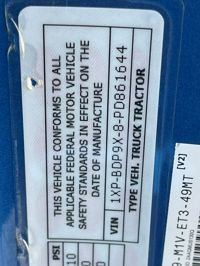 THIS VEHICLE CONFORMS TO ALL
APPLICABLE FEDERAL MOTOR VEHICLE
SAFETY STANDARDS IN EFFECT ON THE
DATE OF MANUFACTURE
VIN 1XP-BDP9X-8-PD861644
TYPE VEH. TRUCK TRACTOR
PSI
10
9-M1V-ET3-49MT [V2]